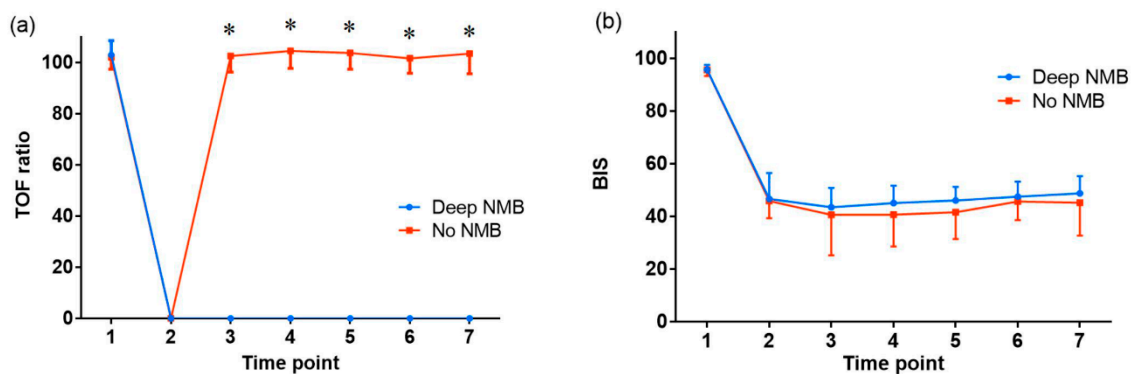 (a)
TOF ratio
100
80
60
40
20
0
* * * * *
Deep NMB
No NMB
1 2 3 4 5 6 7
Time point
(b)
BIS
100
80
60
40
20
0
Deep NMB
No NMB
1 2 3 4 5 6 7
Time point